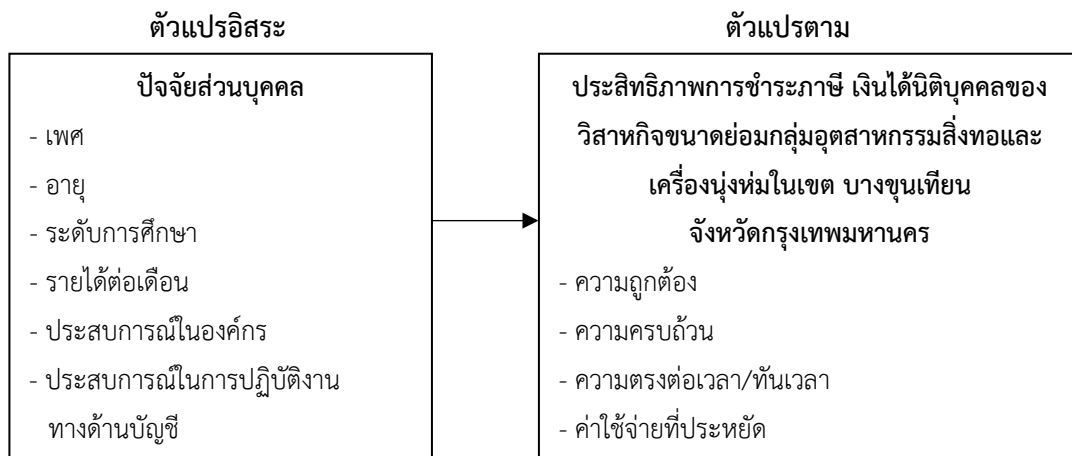 ตัวแปรอิสระ
ปัจจัยส่วนบุคคล
- เพศ
- อายุ
- ระดับการศึกษา
- รายได้ต่อเดือน
- ประสบการณ์ในองค์กร
- ประสบการณ์ในการปฏิบัติงาน
ทางด้านบัญชี
ตัวแปรตาม
ประสิทธิภาพการชำระภาษี เงินได้นิติบุคคลของ
วิสาหกิจขนาดย่อมกลุ่มอุตสาหกรรมสิ่งทอและ
เครื่องนุ่งห่มในเขต บางขุนเทียน
จังหวัดกรุงเทพมหานคร
- ความถูกต้อง
- ความครบถ้วน
- ความตรงต่อเวลา/ทันเวลา
- ค่าใช้จ่ายที่ประหยัด